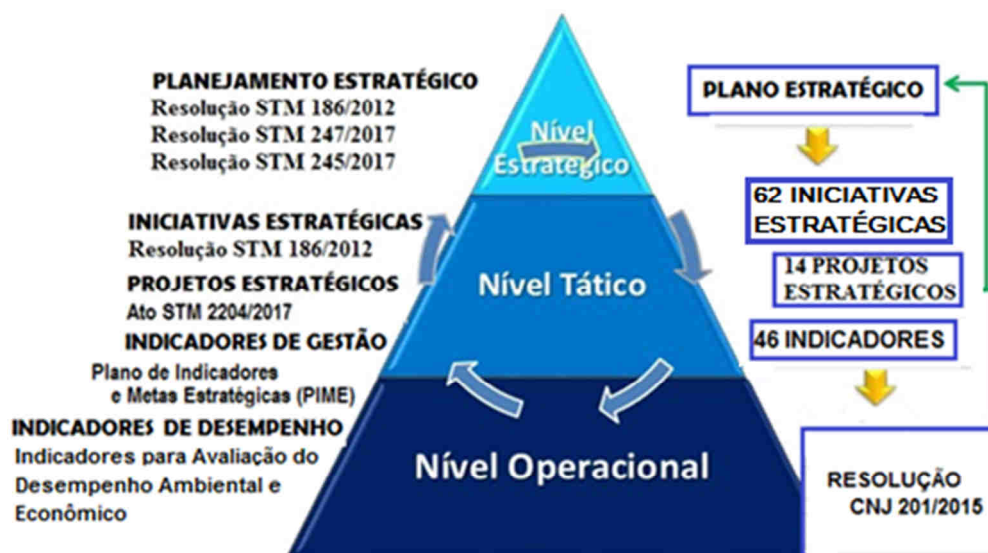 PLANEJAMENTO ESTRATÉGICO
Resolução STM 186/2012
Resolução STM 247/2017
Resolução STM 245/2017
INICIATIVAS ESTRATÉGICAS
Resolução STM 186/2012
PROJETOS ESTRATÉGICOS
Ato STM 2204/2017
INDICADORES DE GESTÃO
Plano de Indicadores
e Metas Estratégicas (PIME)
INDICADORES DE DESEMPENHO
Indicadores para Avaliação do
Desempenho Ambiental e
Econômico
Nível
Estratégico
Nível Tático
Nível Operacional
PLANO ESTRATÉGICO
62 INICIATIVAS
ESTRATÉGICAS
14 PROJETOS
ESTRATÉGICOS
46 INDICADORES
RESOLUÇÃO
CNJ 201/2015